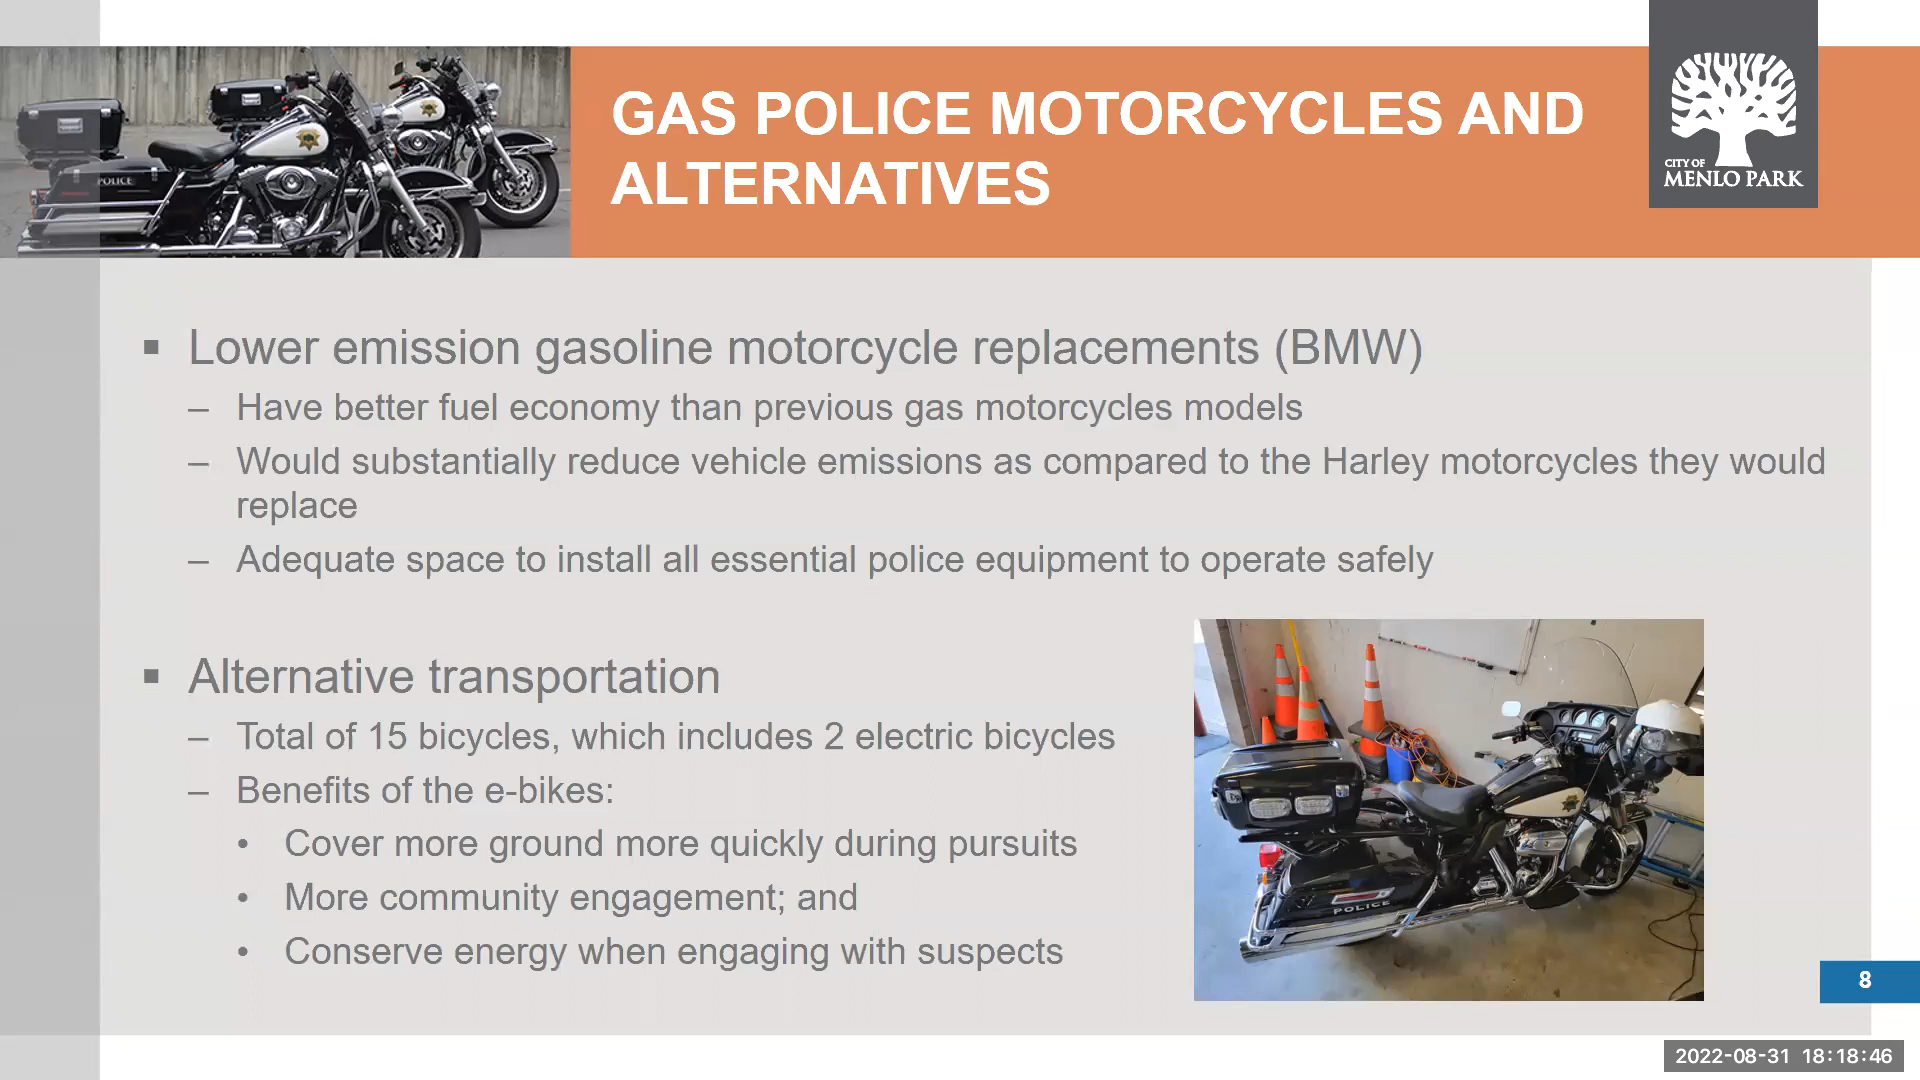 GAS POLICE MOTORCYCLES AND
ALTERNATIVES
CITY OF
MENLO PARK
▪ Lower emission gasoline motorcycle replacements (BMW)
– Have better fuel economy than previous gas motorcycles models
– Would substantially reduce vehicle emissions as compared to the Harley motorcycles they would
replace
– Adequate space to install all essential police equipment to operate safely
▪ Alternative transportation
– Total of 15 bicycles, which includes 2 electric bicycles
– Benefits of the e-bikes:
• Cover more ground more quickly during pursuits
• More community engagement; and
• Conserve energy when engaging with suspects
POLICE
POLICE
8
2022-08-31 18:18:46